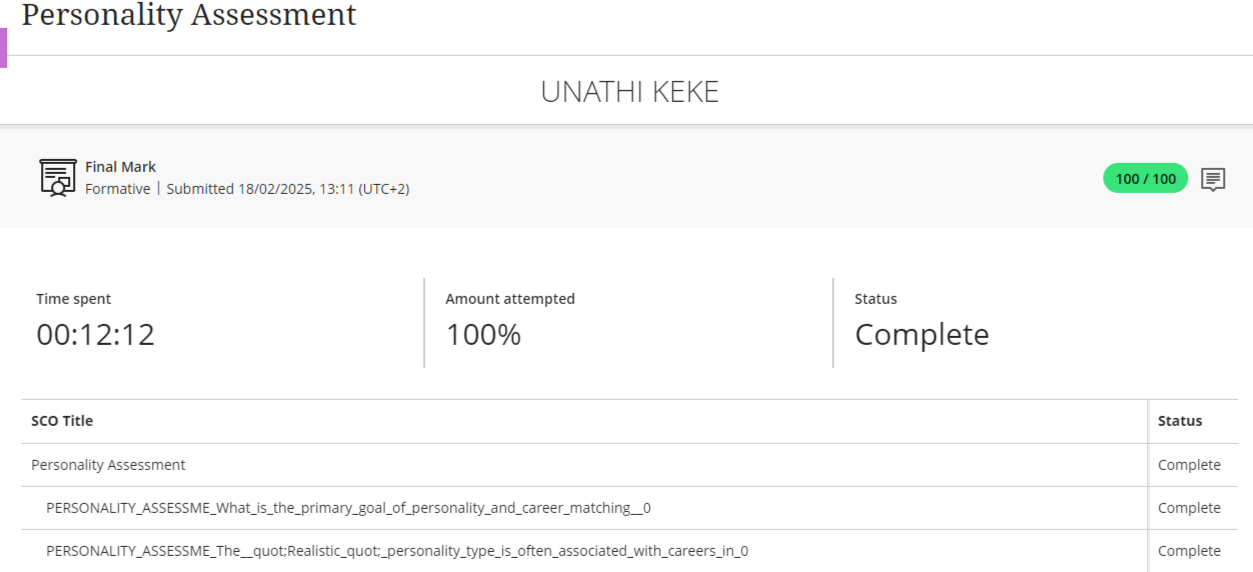 Personality Assessment
UNATHI KEKE
Final Mark
Formative | Submitted 18/02/2025, 13:11 (UTC+2)
100 / 100
Time spent
00:12:12
Amount attempted
100%
Status
Complete
SCO Title Status
Personality Assessment Complete
PERSONALITY_ASSESSME_What_is_the_primary_goal_of_personality_and_career_matching__0 Complete
PERSONALITY_ASSESSME_The__quot;Realistic_quot;_personality_type_is_often_associated_with_careers_in_0 Complete